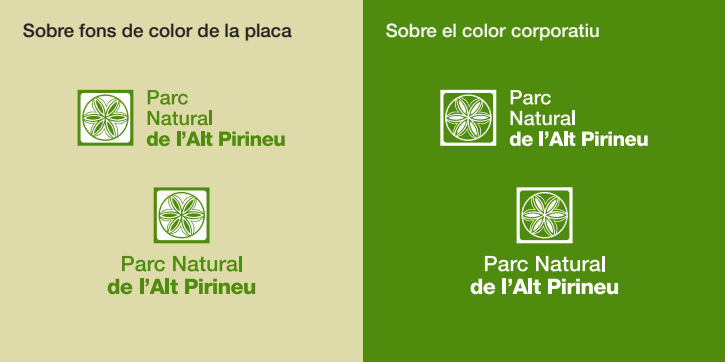 Sobre fons de color de la placa
Parc
Natural
de l'Alt Pirineu
Parc Natural
de l'Alt Pirineu
Sobre el color corporatiu
Parc
Natural
de l'Alt Pirineu
Parc Natural
de l'Alt Pirineu